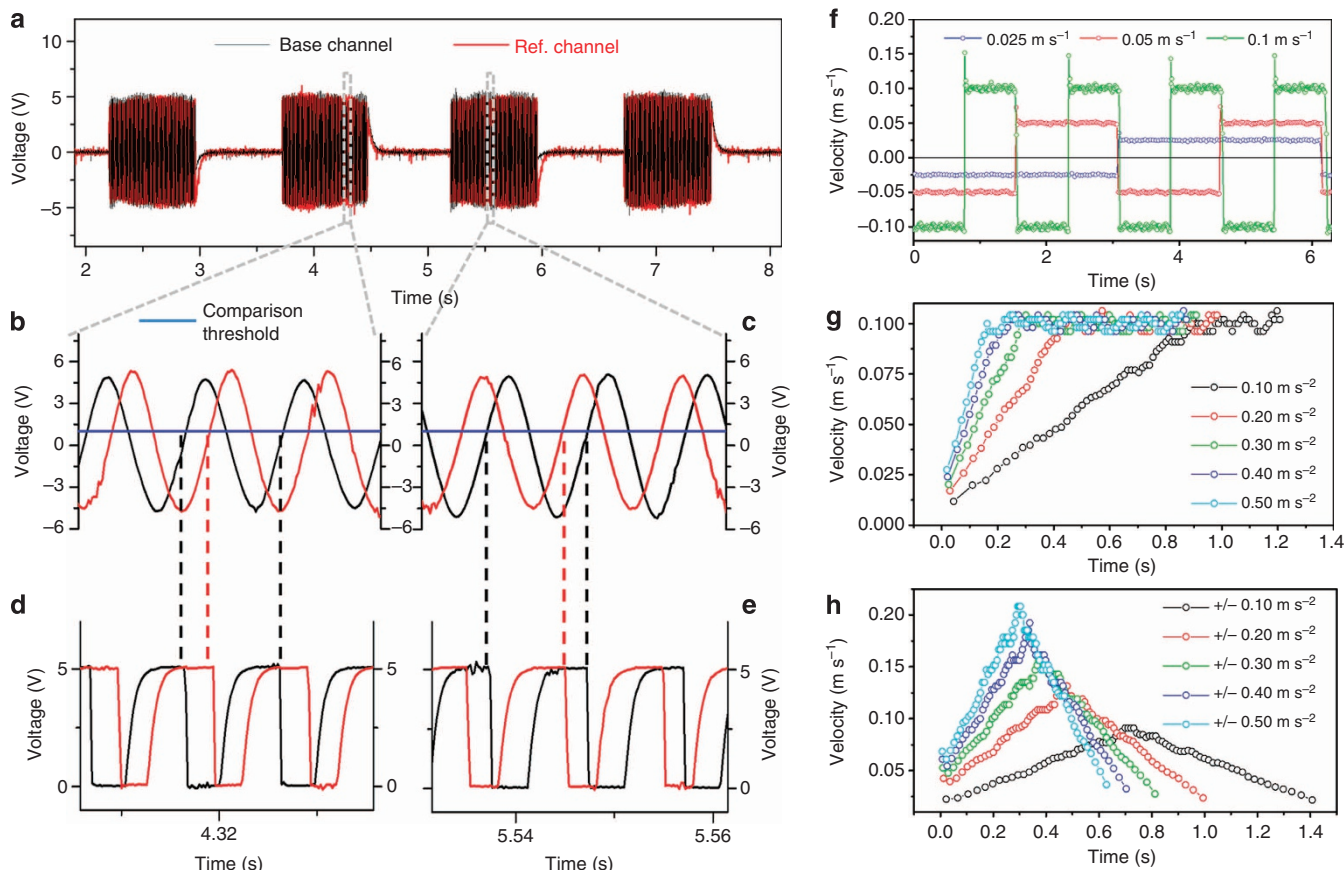 a
Voltage (V)
10
5
0
−5
Base channel
Ref. channel
2
3
4
5
6
7
8
Time (s)
b
Comparison
threshold
Voltage (V)
6
3
0
−3
−6
c
Voltage (V)
6
3
0
−3
−6
d
Voltage (V)
5
0
4.32
Time (s)
e
Voltage (V)
5
0
5.54
5.56
Time (s)
f
Velocity (m s−1)
0.20
0.15
0.10
0.05
0.00
−0.05
−0.10
0.025 m s−1
0.05 m s−1
0.1 m s−1
0
2
4
6
Time (s)
g
Velocity (m s−1)
0.100
0.075
0.050
0.025
0.000
0.10 m s−2
0.20 m s−2
0.30 m s−2
0.40 m s−2
0.50 m s−2
0.0
0.2
0.4
0.6
0.8
1.0
1.2
1.4
Time (s)
h
Velocity (m s−1)
0.20
0.15
0.10
0.05
+/− 0.10 m s−2
+/− 0.20 m s−2
+/− 0.30 m s−2
+/− 0.40 m s−2
+/− 0.50 m s−2
0.0
0.2
0.4
0.6
0.8
1.0
1.2
1.4
Time (s)